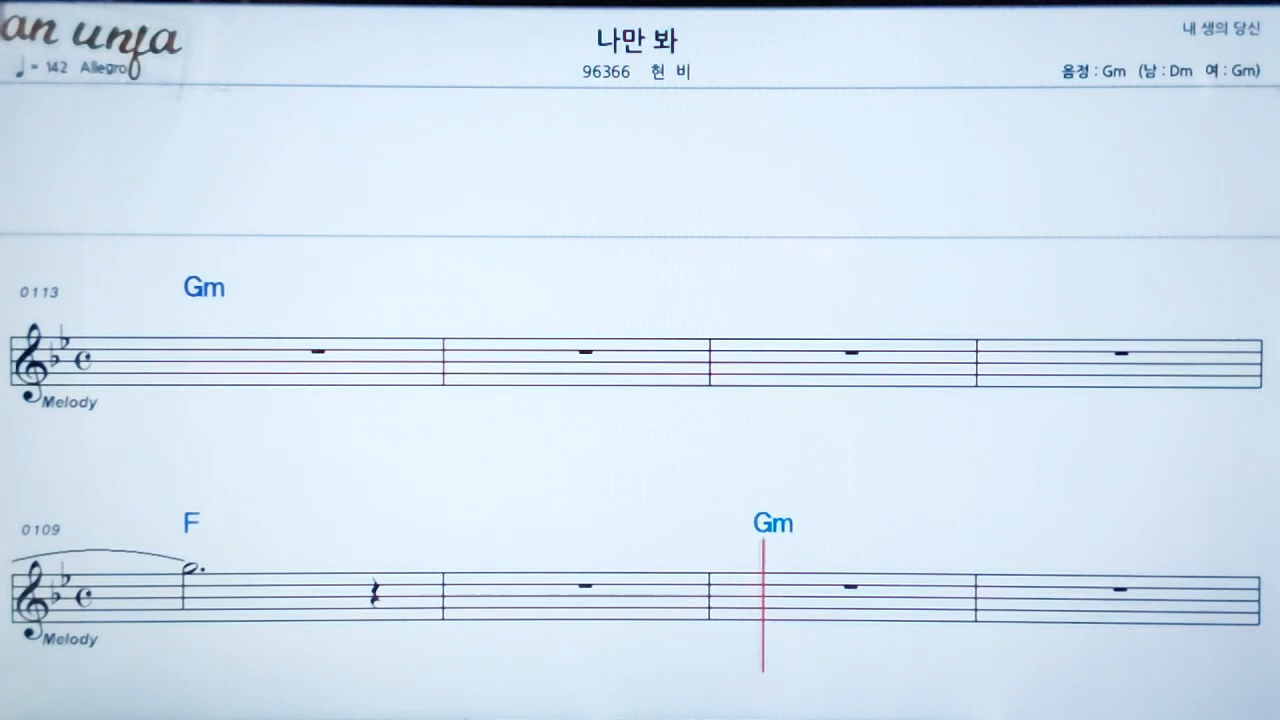 an unja
나만 봐
내 생의 당신
♩= 142 Allegro
96366 현 비
음정 : Gm (남 : Dm 여 : Gm)
0113 Gm
Melody
0109 F Gm
Melody